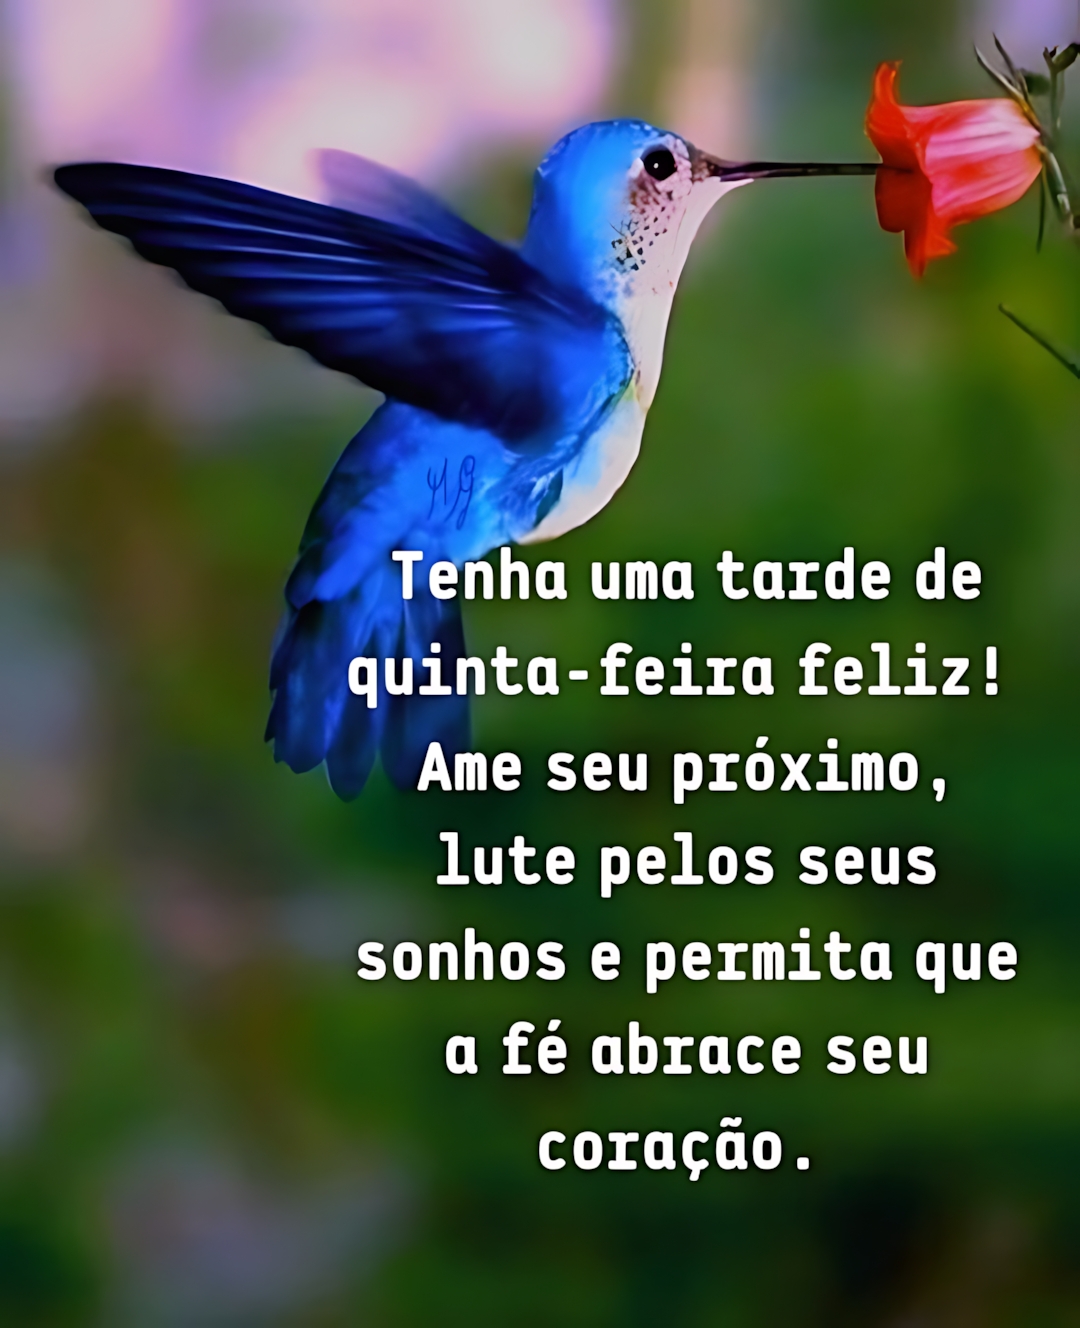 MG
Tenha uma tarde de
quinta-feira feliz!
Ame seu próximo,
lute pelos seus
sonhos e permita que
a fé abrace seu
coração.